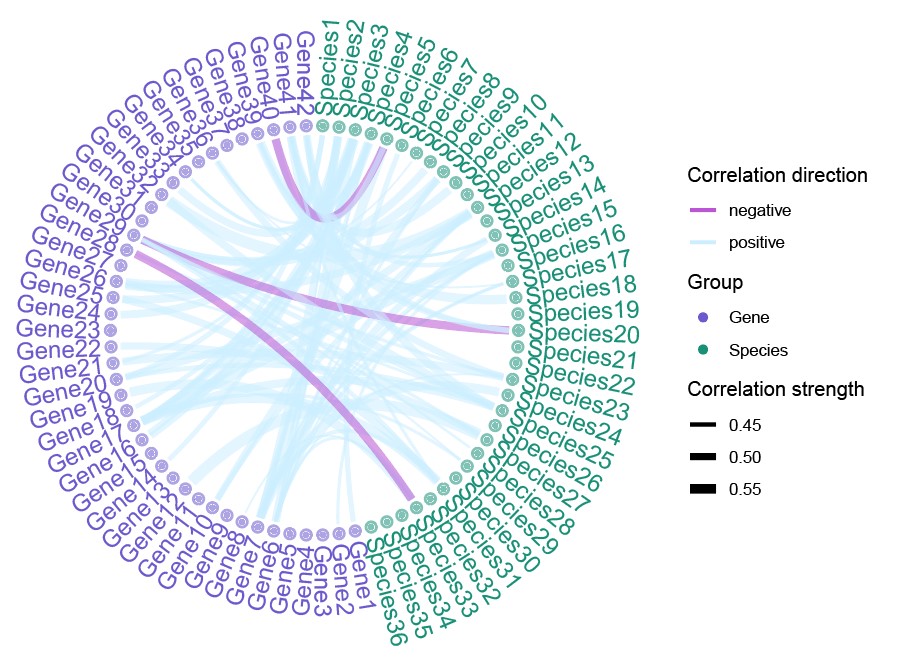 Species1
Species2
Species3
Species4
Species5
Species6
Species7
Species8
Species9
Species10
Species11
Species12
Species13
Species14
Species15
Species16
Species17
Species18
Species19
Species20
Species21
Species22
Species23
Species24
Species25
Species26
Species27
Species28
Species29
Species30
Species31
Species32
Species33
Species34
Species35
Species36
Gene1
Gene2
Gene3
Gene4
Gene5
Gene6
Gene7
Gene8
Gene9
Gene10
Gene11
Gene12
Gene13
Gene14
Gene15
Gene16
Gene17
Gene18
Gene19
Gene20
Gene21
Gene22
Gene23
Gene24
Gene25
Gene26
Gene27
Gene28
Gene29
Gene30
Gene31
Gene32
Gene33
Gene34
Gene35
Gene36
Gene37
Gene38
Gene39
Gene40
Gene41
Gene42
Correlation direction
negative
positive
Group
Gene
Species
Correlation strength
0.45
0.50
0.55